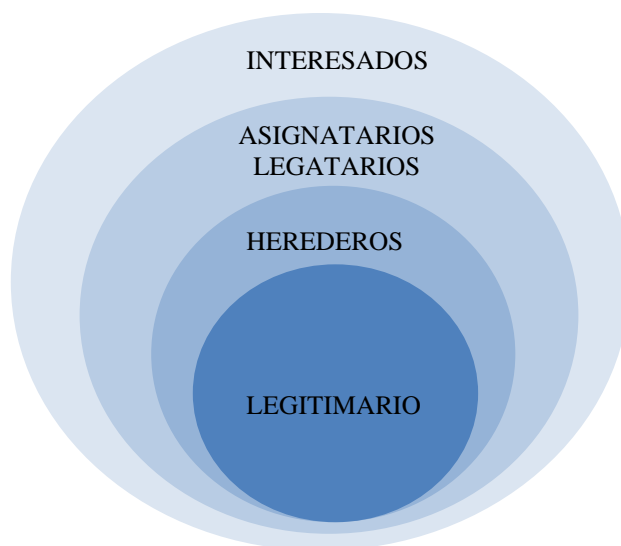 INTERESADOS
ASIGNATARIOS
LEGATARIOS
HEREDEROS
LEGITIMARIO